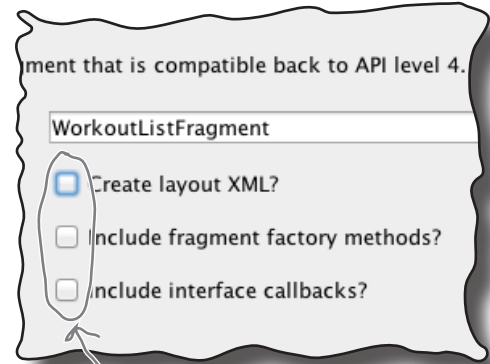 ment that is compatible back to API level 4.
WorkoutListFragment
Create layout XML?
Include fragment factory methods?
Include interface callbacks?